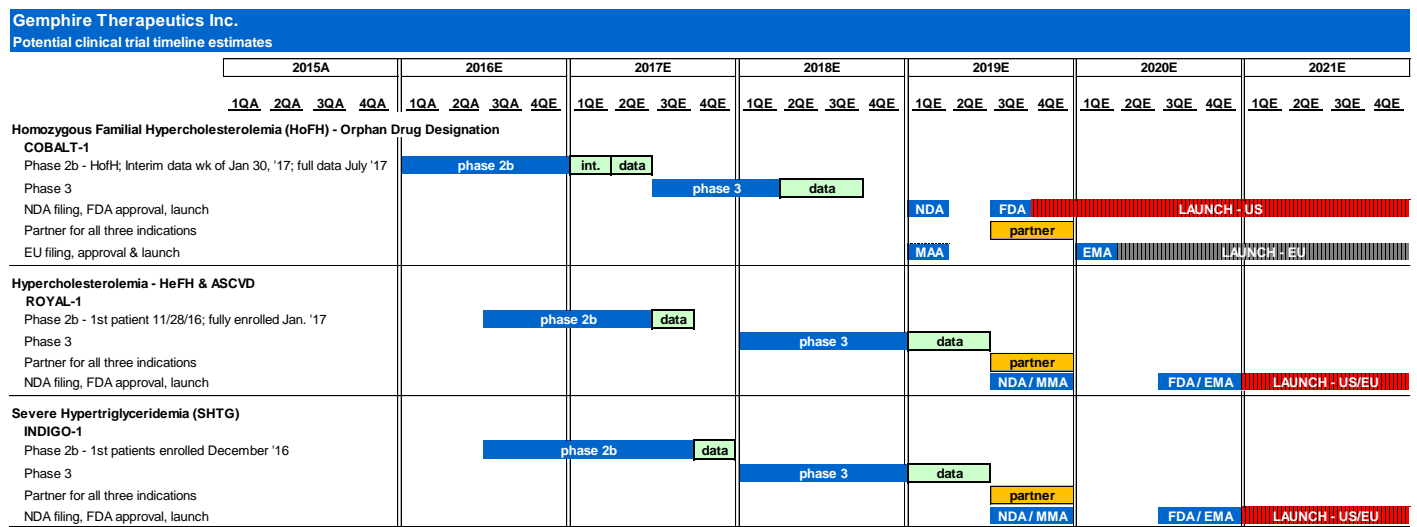 Gemphire Therapeutics Inc.
Potential clinical trial timeline estimates
2015A 2016E 2017E 2018E 2019E 2020E 2021E
1QA 2QA 3QA 4QA 1QA 2QA 3QA 4QE 1QE 2QE 3QE 4QE 1QE 2QE 3QE 4QE 1QE 2QE 3QE 4QE 1QE 2QE 3QE 4QE 1QE 2QE 3QE 4QE
Homozygous Familial Hypercholesterolemia (HoFH) - Orphan Drug Designation
COBALT-1
Phase 2b - HofH; Interim data wk of Jan 30, '17; full data July '17 phase 2b int. data
Phase 3 phase 3 data
NDA filing, FDA approval, launch NDA FDA LAUNCH - US
Partner for all three indications partner
EU filing, approval & launch MAA EMA LAUNCH - EU
Hypercholesterolemia - HeFH & ASCVD
ROYAL-1
Phase 2b - 1st patient 11/28/16; fully enrolled Jan. '17 phase 2b data
Phase 3 phase 3 data
Partner for all three indications partner
NDA filing, FDA approval, launch NDA / MMA FDA / EMA LAUNCH - US/EU
Severe Hypertriglyceridemia (SHTG)
INDIGO-1
Phase 2b - 1st patients enrolled December '16 phase 2b data
Phase 3 phase 3 data
Partner for all three indications partner
NDA filing, FDA approval, launch NDA / MMA FDA / EMA LAUNCH - US/EU